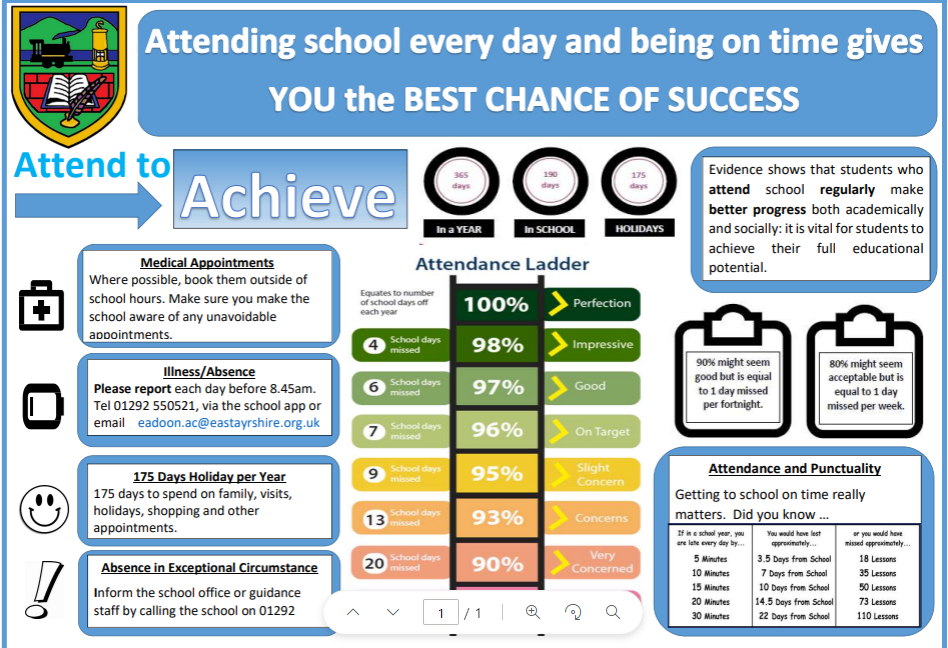 Attending school every day and being on time gives
YOU the BEST CHANCE OF SUCCESS
Attend to
Achieve
365
days
In a YEAR
190
days
In SCHOOL
175
days
HOLIDAYS
Evidence shows that students who
attend school regularly make
better progress both academically
and socially: it is vital for students to
achieve their full educational
potential.
Medical Appointments
Where possible, book them outside of
school hours. Make sure you make the
school aware of any unavoidable
appointments.
Illness/Absence
Please report each day before 8.45am.
Tel 01292 550521, via the school app or
email eadoon.ac@eastayrshire.org.uk
175 Days Holiday per Year
175 days to spend on family, visits,
holidays, shopping and other
appointments.
Absence in Exceptional Circumstance
Inform the school office or guidance
staff by calling the school on 01292
Attendance Ladder
Equates to number
of school days off
each year
100% Perfection
4 School days
missed
98% Impressive
6 School days
missed
97% Good
7 School days
missed
96% On Target
9 School days
missed
95% Slight
Concern
13 School days
missed
93% Concerns
20 School days
missed
90% Very
Concerned
90% might seem
good but is equal
to 1 day missed
per fortnight.
80% might seem
acceptable but is
equal to 1 day
missed per week.
Attendance and Punctuality
Getting to school on time really
matters. Did you know ...
If in a school year, you
are late every day by...
You would have lost
approximately...
or you would have
missed approximately...
5 Minutes 3.5 Days from School 18 Lessons
10 Minutes 7 Days from School 35 Lessons
15 Minutes 10 Days from School 50 Lessons
20 Minutes 14.5 Days from School 73 Lessons
30 Minutes 22 Days from School 110 Lessons
1 / 1